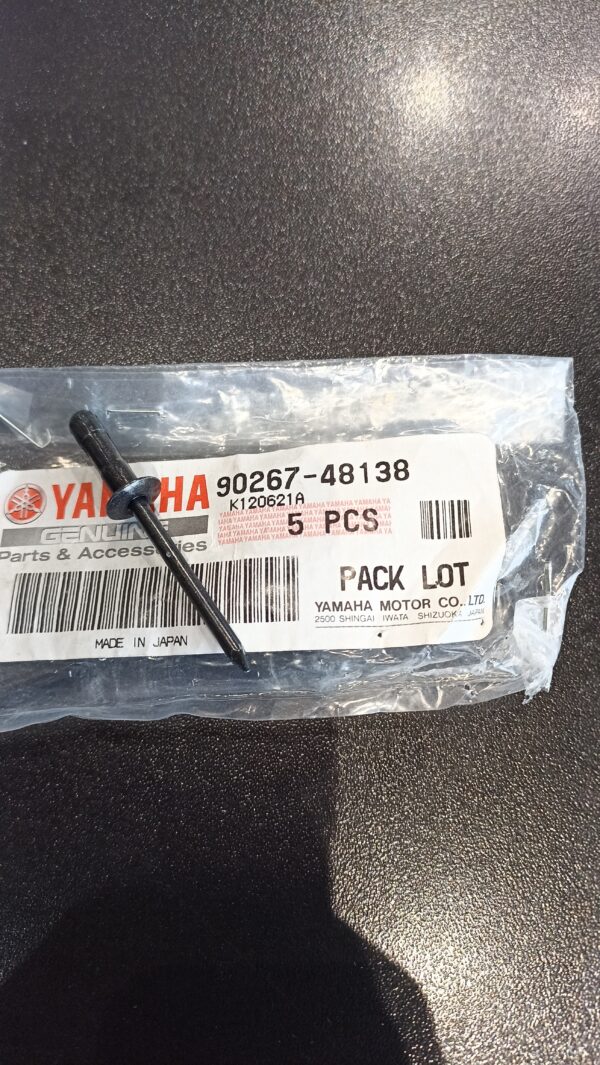 YAMAHA 90267-48138
K120621A
GENUINE 5 PCS
Parts & Accessories
PACK LOT
YAMAHA MOTOR CO., LTD.
2500 SHINGAI IWATA SHIZUOKA JAPAN
MADE IN JAPAN